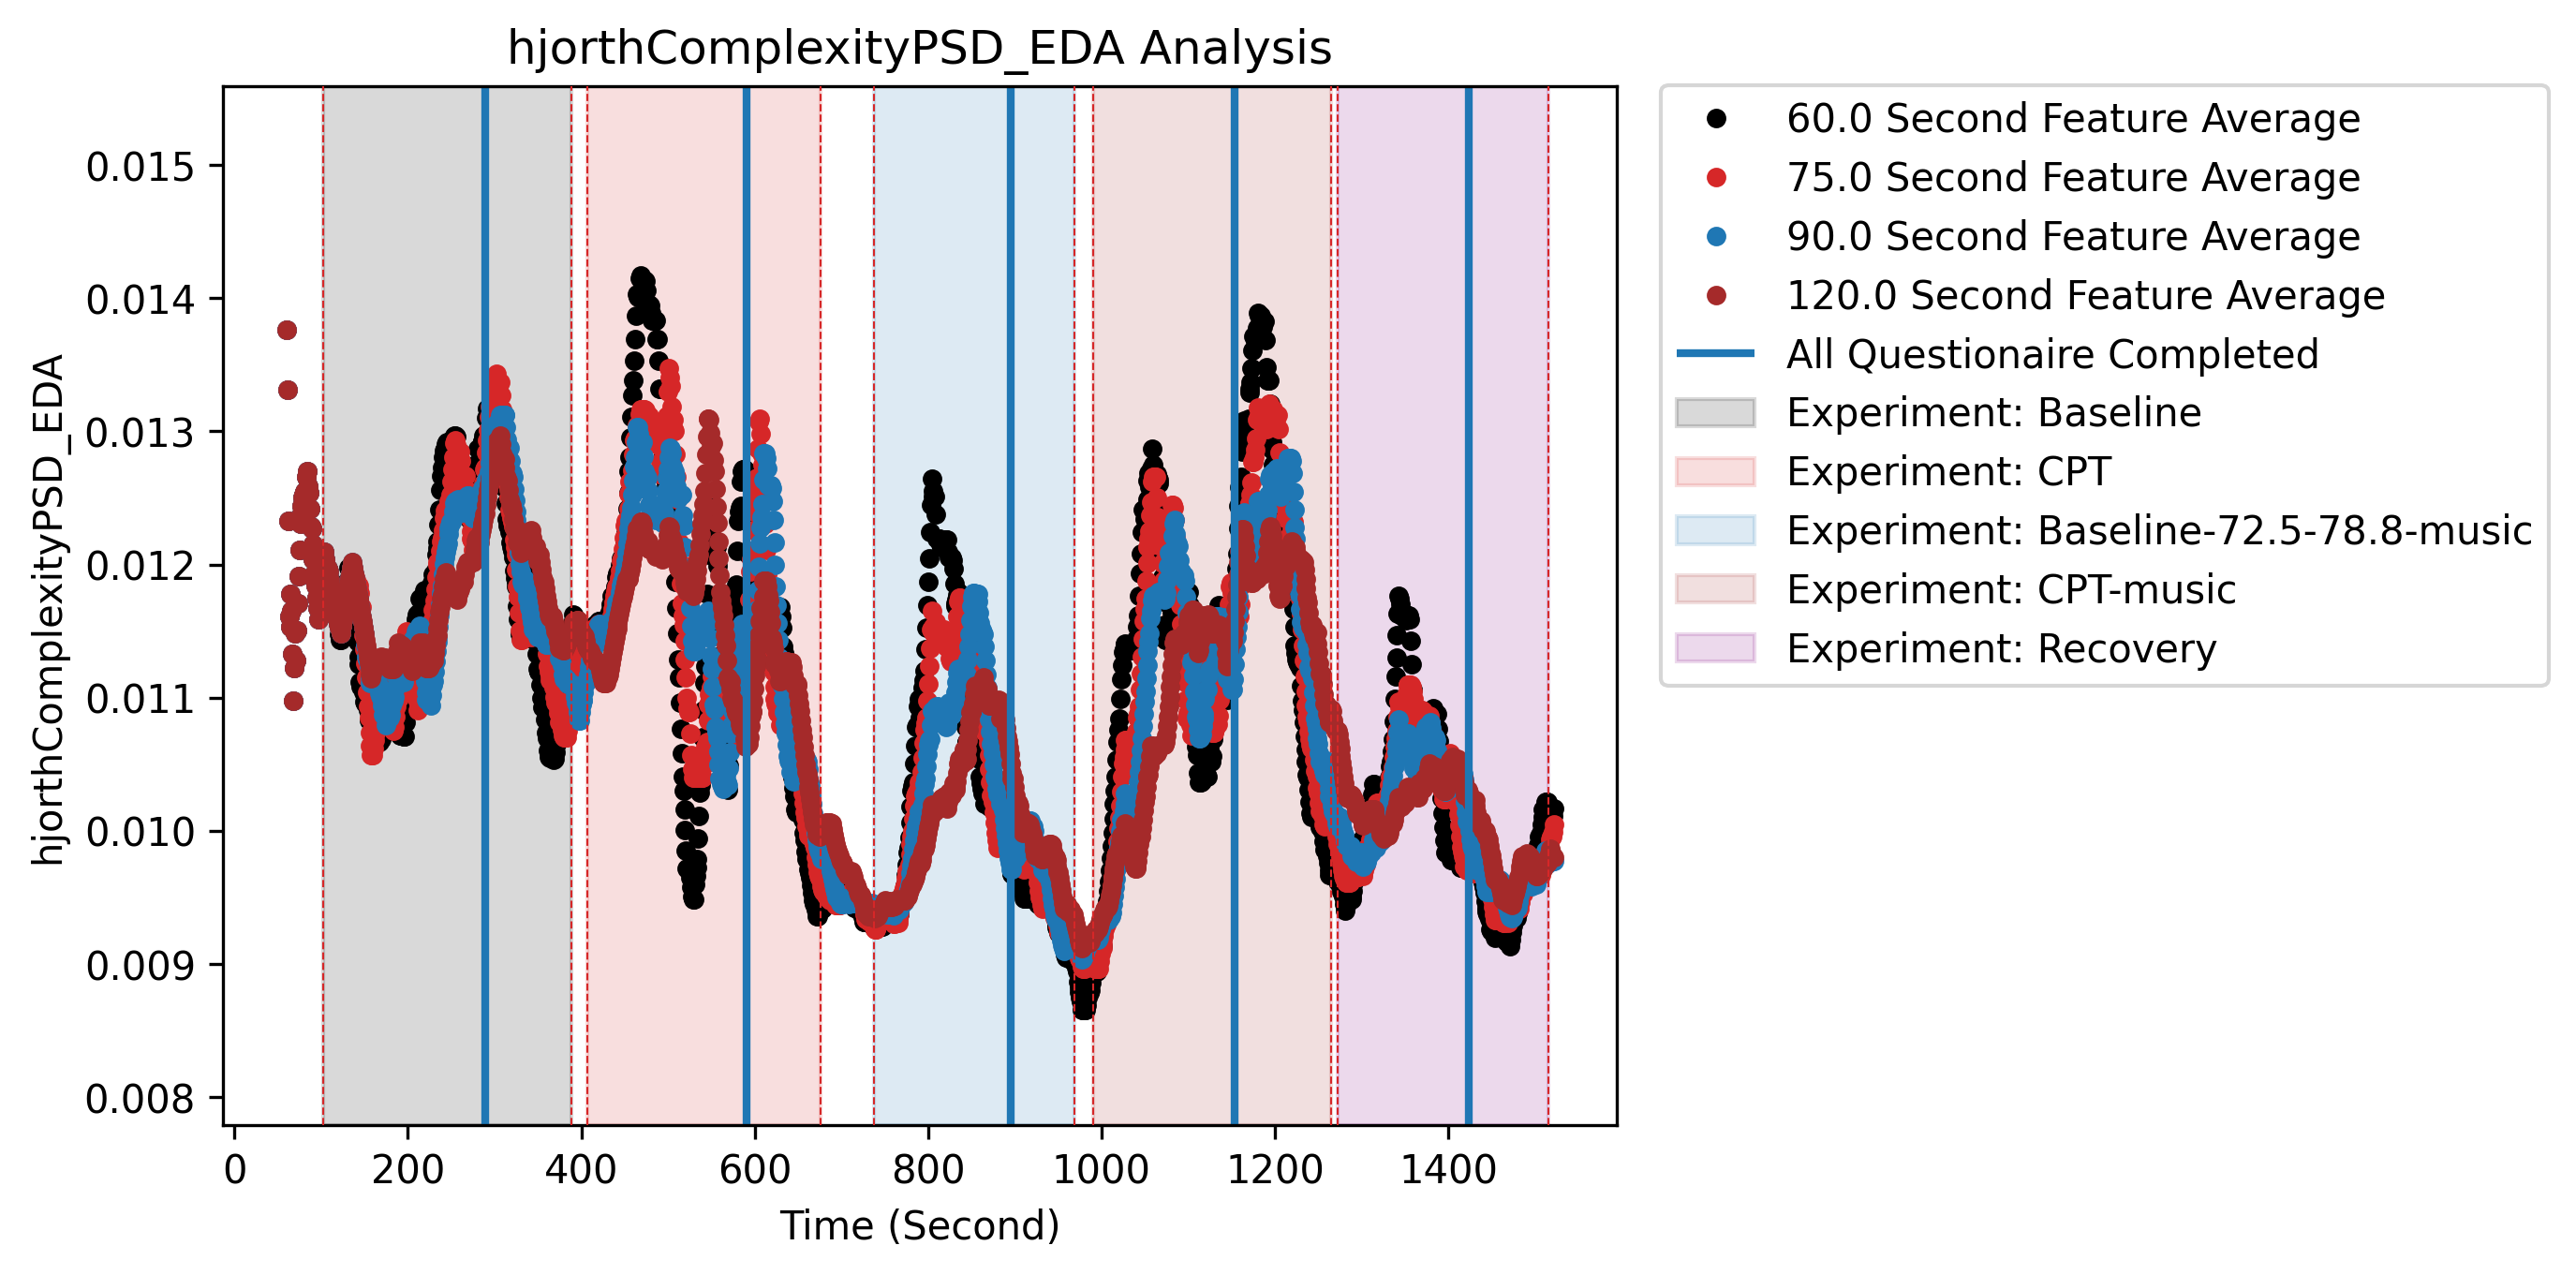 hjorthComplexityPSD_EDA Analysis
hjorthComplexityPSD_EDA
0.015
0.014
0.013
0.012
0.011
0.010
0.009
0.008
0
200
400
600
800
1000
1200
1400
Time (Second)
60.0 Second Feature Average
75.0 Second Feature Average
90.0 Second Feature Average
120.0 Second Feature Average
All Questionaire Completed
Experiment: Baseline
Experiment: CPT
Experiment: Baseline-72.5-78.8-music
Experiment: CPT-music
Experiment: Recovery